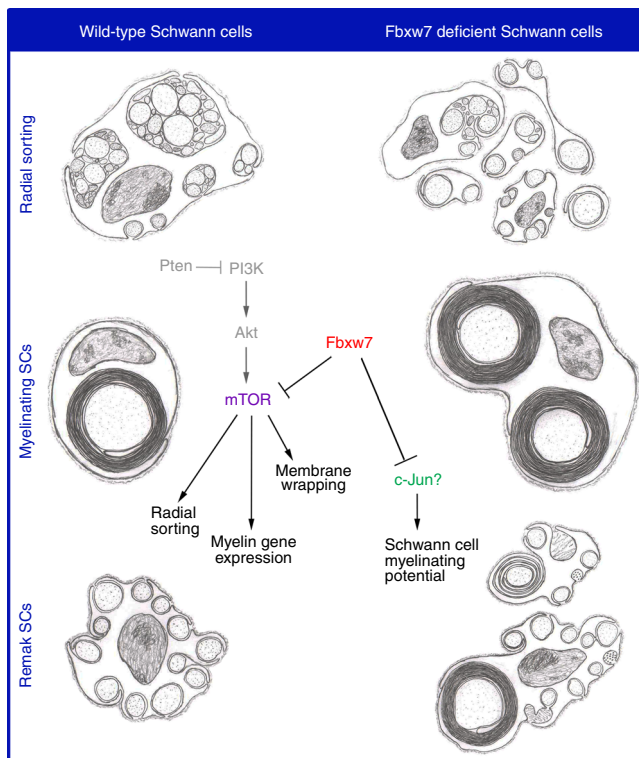 Wild-type Schwann cells
Fbxw7 deficient Schwann cells
Radial sorting
Pten
PI3K
Akt
Fbxw7
mTOR
Myelinating SCs
Membrane
wrapping
c-Jun?
Radial
sorting
Myelin gene
expression
Schwann cell
myelinating
potential
Remak SCs